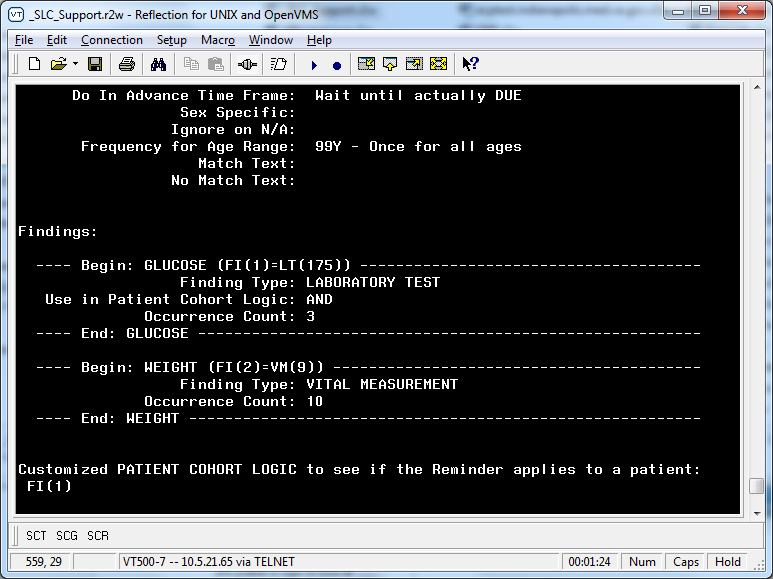 _SLC_Support.r2w - Reflection for UNIX and OpenVMS
File Edit Connection Setup Macro Window Help
Do In Advance Time Frame: Wait until actually DUE
Sex Specific:
Ignore on N/A:
Frequency for Age Range: 99Y - Once for all ages
Match Text:
No Match Text:
Findings:
---- Begin: GLUCOSE (FI(1)=LT(175)) --------------------------------------
Finding Type: LABORATORY TEST
Use in Patient Cohort Logic: AND
Occurrence Count: 3
---- End: GLUCOSE --------------------------------------------------------
---- Begin: WEIGHT (FI(2)=VM(9)) -----------------------------------------
Finding Type: VITAL MEASUREMENT
Occurrence Count: 10
---- End: WEIGHT ---------------------------------------------------------
Customized PATIENT COHORT LOGIC to see if the Reminder applies to a patient:
FI(1)
SCT SCG SCR
559, 29 VT500-7 -- 10.5.21.65 via TELNET 00:01:24 Num Caps Hold